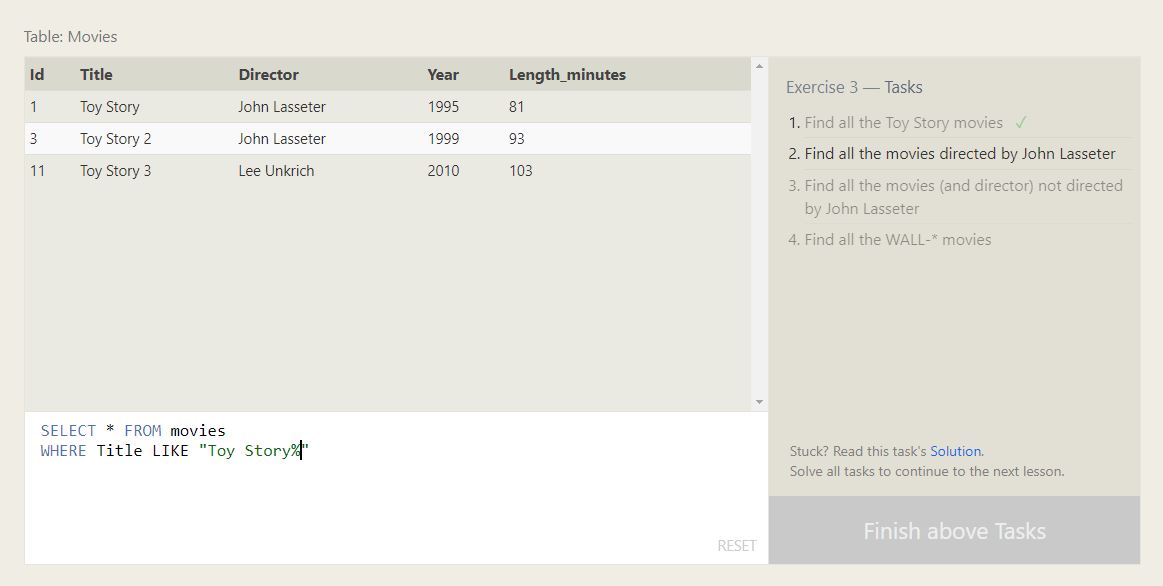 Table: Movies
Id Title Director Year Length_minutes
1 Toy Story John Lasseter 1995 81
3 Toy Story 2 John Lasseter 1999 93
11 Toy Story 3 Lee Unkrich 2010 103
SELECT * FROM movies
WHERE Title LIKE "Toy Story%"
RESET
Exercise 3 — Tasks
1. Find all the Toy Story movies ✓
2. Find all the movies directed by John Lasseter
3. Find all the movies (and director) not directed
by John Lasseter
4. Find all the WALL-* movies
Stuck? Read this task's Solution.
Solve all tasks to continue to the next lesson.
Finish above Tasks